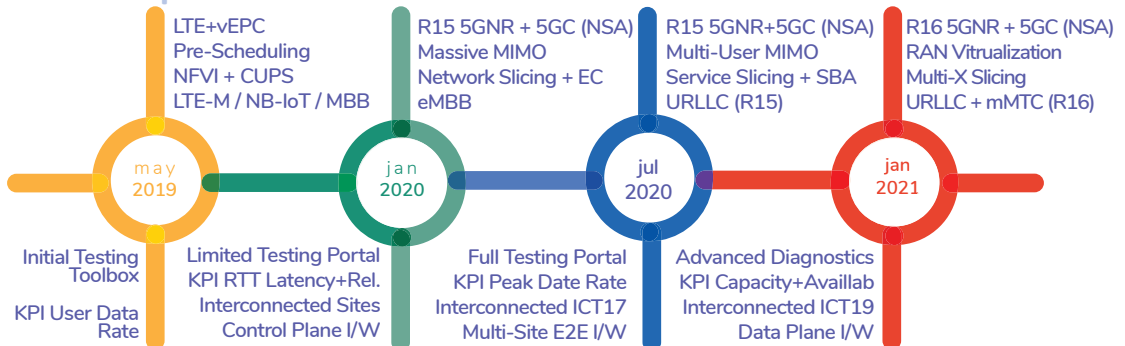 LTE+vEPC
Pre-Scheduling
NFVI + CUPS
LTE-M / NB-IoT / MBB
R15 5GNR + 5GC (NSA)
Massive MIMO
Network Slicing + EC
eMBB
R15 5GNR+5GC (NSA)
Multi-User MIMO
Service Slicing + SBA
URLLC (R15)
R16 5GNR + 5GC (NSA)
RAN Vitrualization
Multi-X Slicing
URLLC + mMTC (R16)
may
2019
jan
2020
jul
2020
jan
2021
Initial Testing
Toolbox
KPI User Data
Rate
Limited Testing Portal
KPI RTT Latency+Rel.
Interconnected Sites
Control Plane I/W
Full Testing Portal
KPI Peak Date Rate
Interconnected ICT17
Multi-Site E2E I/W
Advanced Diagnostics
KPI Capacity+Availlab
Interconnected ICT19
Data Plane I/W